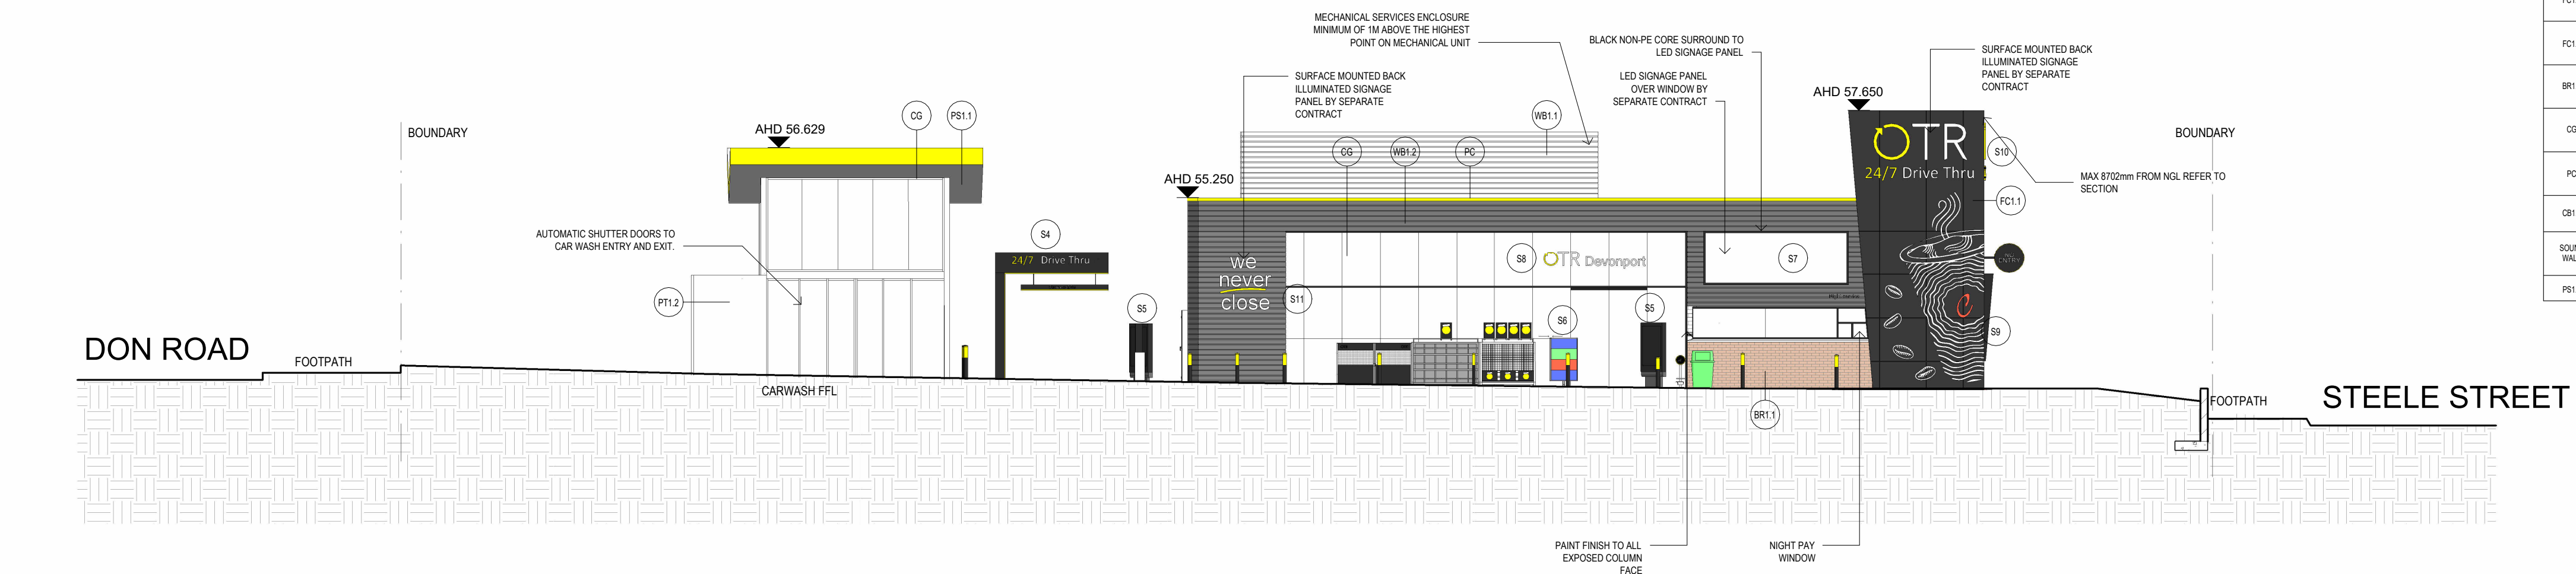 MECHANICAL SERVICES ENCLOSURE
MINIMUM OF 1M ABOVE THE HIGHEST
POINT ON MECHANICAL UNIT
BLACK NON-PE CORE SURROUND TO
LED SIGNAGE PANEL
SURFACE MOUNTED BACK
ILLUMINATED SIGNAGE
PANEL BY SEPARATE
CONTRACT
LED SIGNAGE PANEL
OVER WINDOW BY
SEPARATE CONTRACT
SURFACE MOUNTED BACK
ILLUMINATED SIGNAGE
PANEL BY SEPARATE
CONTRACT
AHD 57.650
BOUNDARY
AHD 56.629
CG
PS1.1
WB1.1
BOUNDARY
CG
WB1.2
PC
OTR
24/7 Drive Thru
S10
AHD 55.250
MAX 8702mm FROM NGL REFER TO
SECTION
FC1.1
AUTOMATIC SHUTTER DOORS TO
CAR WASH ENTRY AND EXIT.
S4
24/7 Drive Thru
we
never
close
S8
OTR Devonport
S7
NO
ENTRY
PT1.2
S5
S11
S6
S5
S9
DON ROAD
FOOTPATH
CARWASH FFL
BR1.1
FOOTPATH
STEELE STREET
PAINT FINISH TO ALL
EXPOSED COLUMN
FACE
NIGHT PAY
WINDOW
FC1.
BR1.
CG
PC
CB1.
SOUN
WAL
PS1.